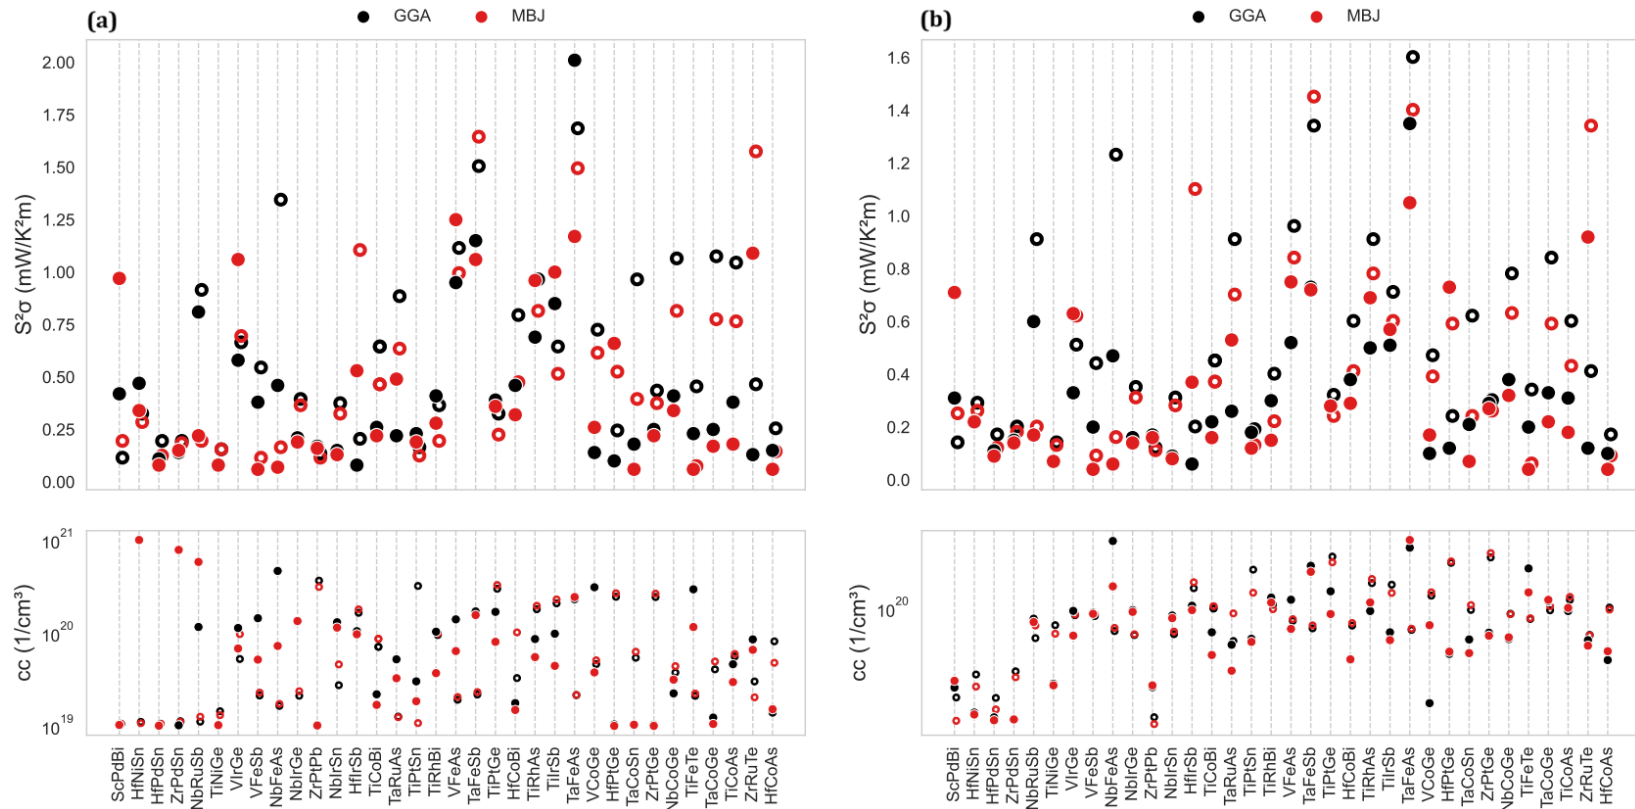 (a)
GGA
MBJ
2.00
1.75
1.50
1.25
1.00
0.75
0.50
0.25
0.00
S²σ (mW/K²m)
10²¹
10²⁰
10¹⁹
cc (1/cm³)
ScPdBi
HfNiSn
HfPdSn
ZrPdSn
NbRuSb
TiNiGe
VIrGe
VFeSb
NbFeAs
NbIrGe
ZrPtPb
NbIrSn
HfIrSb
TiCoBi
TaRuAs
TiPtSn
TiRhBi
VFeAs
TaFeSb
TiPtGe
HfCoBi
TiRhAs
TiIrSb
TaFeAs
VCoGe
HfPtGe
TaCoSn
ZrPtGe
NbCoGe
TiFeTe
TaCoGe
TiCoAs
ZrRuTe
HfCoAs
(b)
GGA
MBJ
1.6
1.4
1.2
1.0
0.8
0.6
0.4
0.2
0.0
S²σ (mW/K²m)
10²⁰
cc (1/cm³)
ScPdBi
HfNiSn
HfPdSn
ZrPdSn
NbRuSb
TiNiGe
VIrGe
VFeSb
NbFeAs
NbIrGe
ZrPtPb
NbIrSn
HfIrSb
TiCoBi
TaRuAs
TiPtSn
TiRhBi
VFeAs
TaFeSb
TiPtGe
HfCoBi
TiRhAs
TiIrSb
TaFeAs
VCoGe
HfPtGe
TaCoSn
ZrPtGe
NbCoGe
TiFeTe
TaCoGe
TiCoAs
ZrRuTe
HfCoAs